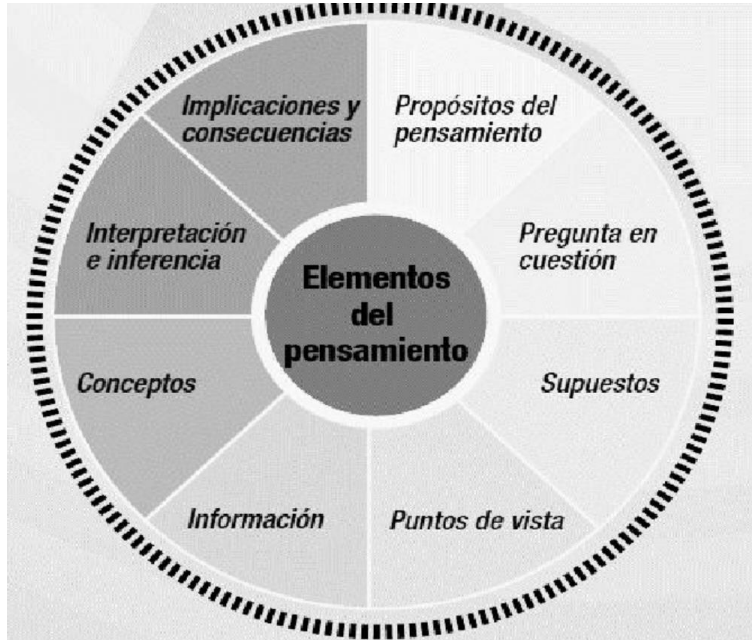 Implicaciones y
consecuencias
Propósitos del
pensamiento
Interpretación
e inferencia
Pregunta en
cuestión
Elementos
del
pensamiento
Conceptos
Supuestos
Información
Puntos de vista